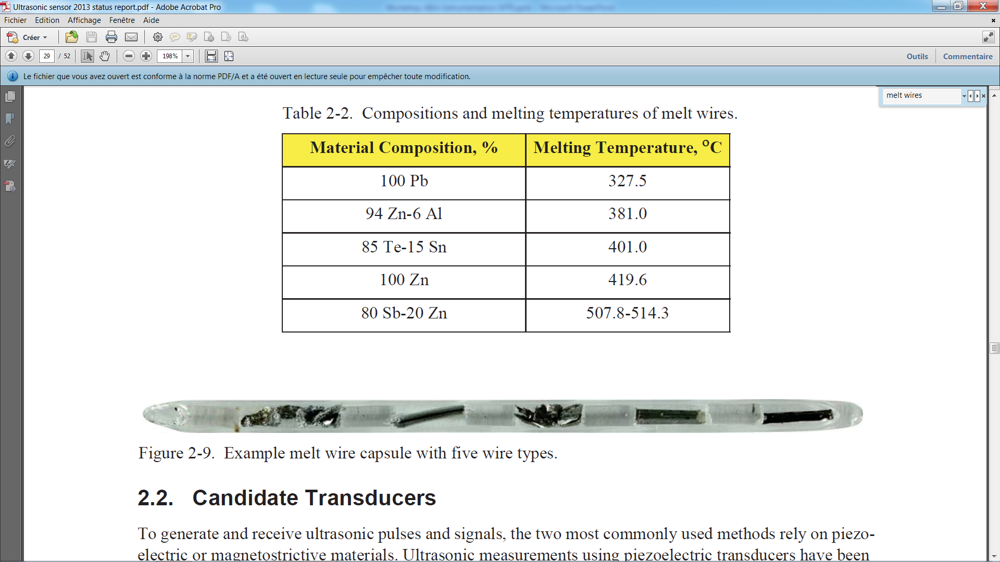 Ultrasonic sensor 2013 status report.pdf - Adobe Acrobat Pro
Fichier Edition Affichage Fenêtre Aide
Créer
29 / 52 198% Outils Commentaire
Le fichier que vous avez ouvert est conforme à la norme PDF/A et a été ouvert en lecture seule pour empêcher toute modification.
melt wires
Table 2-2. Compositions and melting temperatures of melt wires.
Material Composition, % Melting Temperature, °C
100 Pb 327.5
94 Zn-6 Al 381.0
85 Te-15 Sn 401.0
100 Zn 419.6
80 Sb-20 Zn 507.8-514.3
Figure 2-9. Example melt wire capsule with five wire types.
2.2. Candidate Transducers
To generate and receive ultrasonic pulses and signals, the two most commonly used methods rely on piezo-
electric or magnetostrictive materials. Ultrasonic measurements using piezoelectric transducers have been